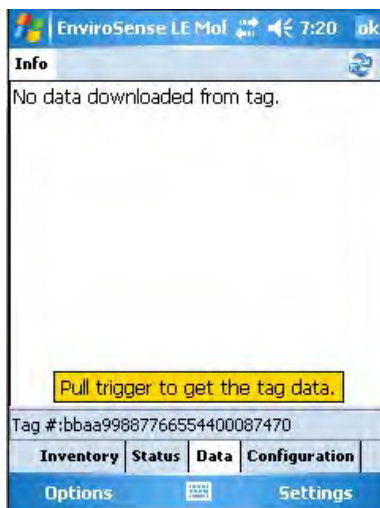 EnviroSense LE Mol 7:20 ok
Info
No data downloaded from tag.
Pull trigger to get the tag data.
Tag #:bbaa99887766554400087470
Inventory Status Data Configuration
Options Settings